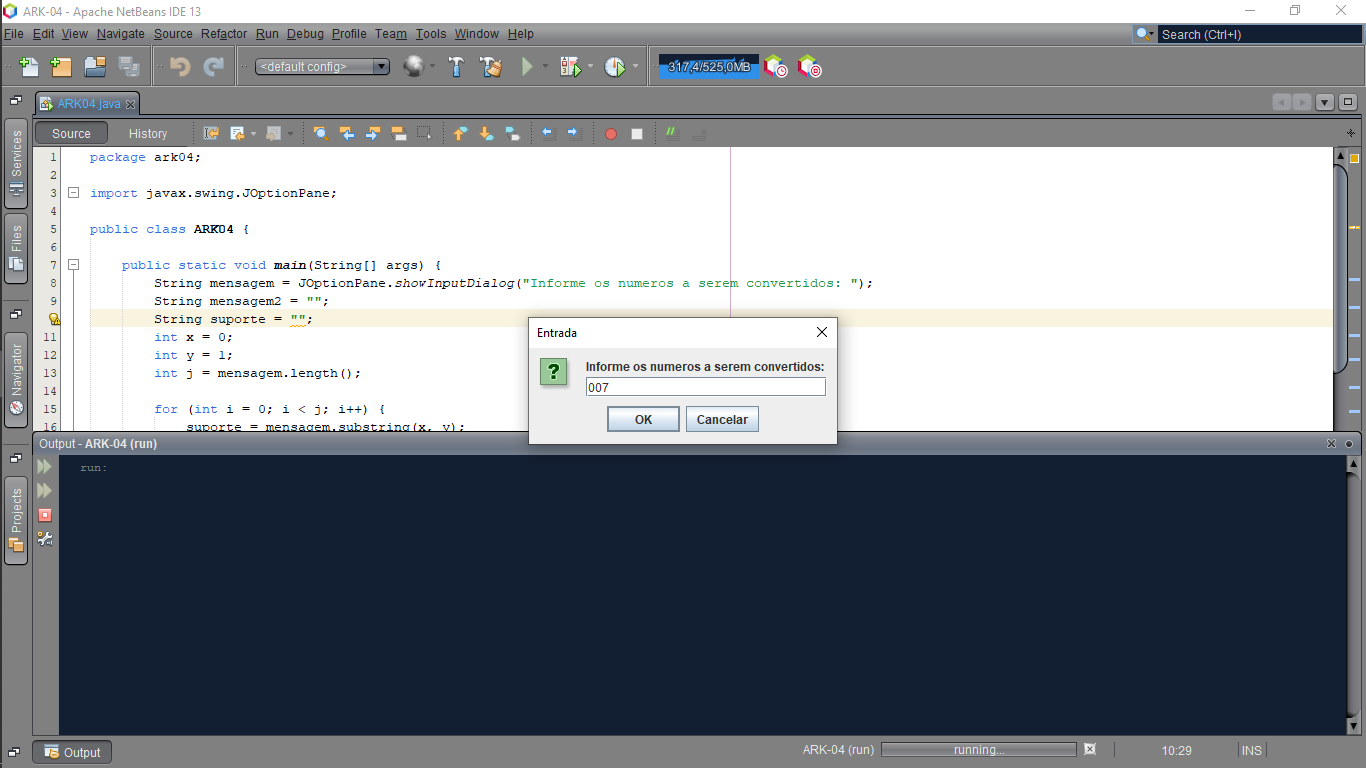 ARK-04 - Apache NetBeans IDE 13
File Edit View Navigate Source Refactor Run Debug Profile Team Tools Window Help
Search (Ctrl+I)
<default config>
317,4/525,0MB
ARK04.java
Source History
Services
Files
Navigator
Projects
1 package ark04;
2
3 import javax.swing.JOptionPane;
4
5 public class ARK04 {
6
7 public static void main(String[] args) {
8 String mensagem = JOptionPane.showInputDialog("Informe os numeros a serem convertidos: ");
9 String mensagem2 = "";
String suporte = "";
11 int x = 0;
12 int y = 1;
13 int j = mensagem.length();
14
15 for (int i = 0; i < j; i++) {
16 suporte = mensagem.substring(x, y);
Entrada
Informe os numeros a serem convertidos:
007
OK Cancelar
Output - ARK-04 (run)
run:
Output
ARK-04 (run) running... 10:29 INS